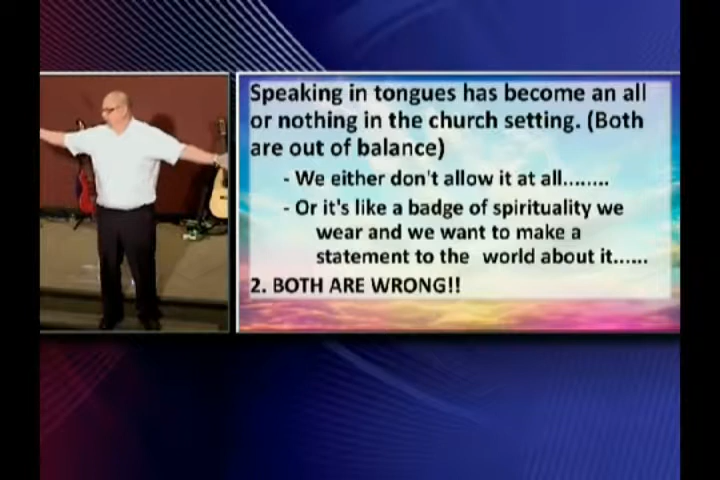 Speaking in tongues has become an all
or nothing in the church setting. (Both
are out of balance)
- We either don't allow it at all........
- Or it's like a badge of spirituality we
wear and we want to make a
statement to the world about it......
2. BOTH ARE WRONG!!